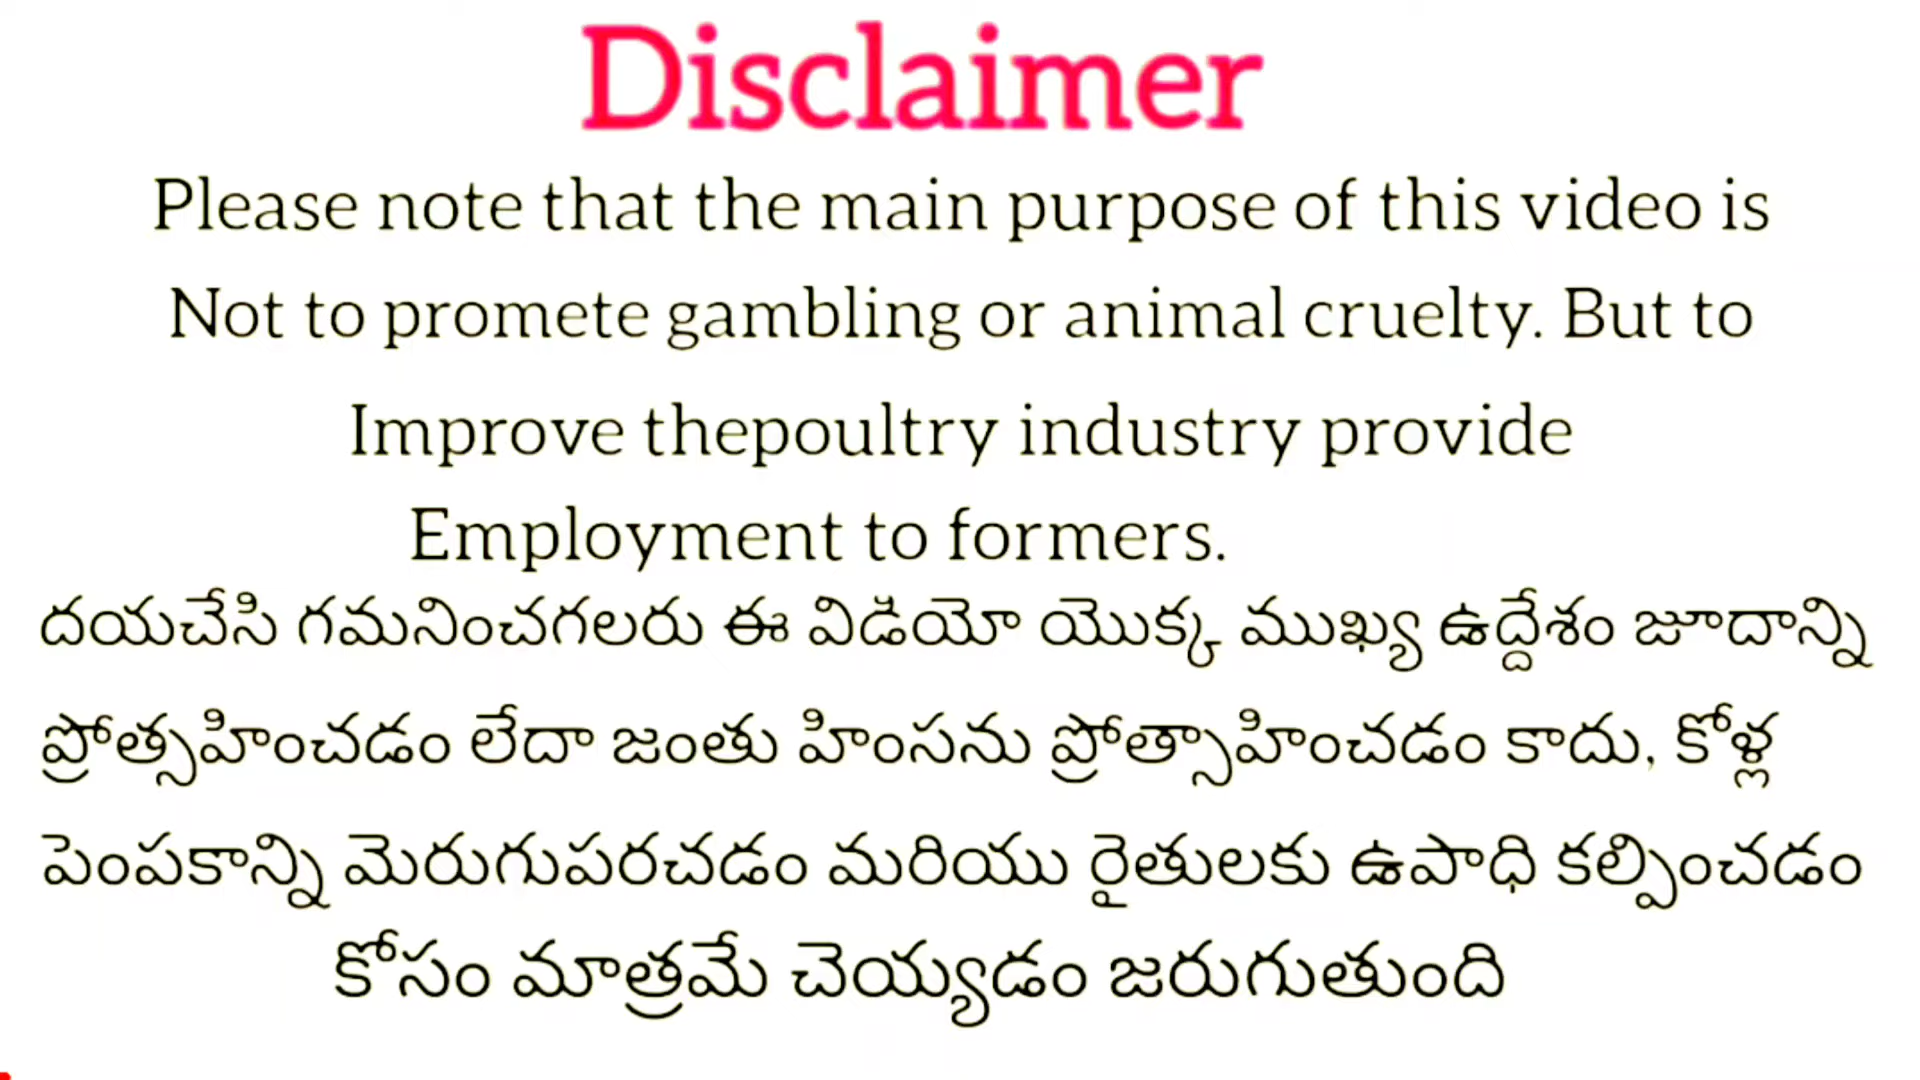 Disclaimer
Please note that the main purpose of this video is
Not to promete gambling or animal cruelty. But to
Improve thepoultry industry provide
Employment to formers.
దయచేసి గమనించగలరు ఈ విడియో యొక్క ముఖ్య ఉద్దేశం జూదాన్ని
ప్రోత్సహించడం లేదా జంతు హింసను ప్రోత్సాహించడం కాదు, కోళ్ల
పెంపకాన్ని మెరుగుపరచడం మరియు రైతులకు ఉపాధి కల్పించడం
కోసం మాత్రమే చెయ్యడం జరుగుతుంది